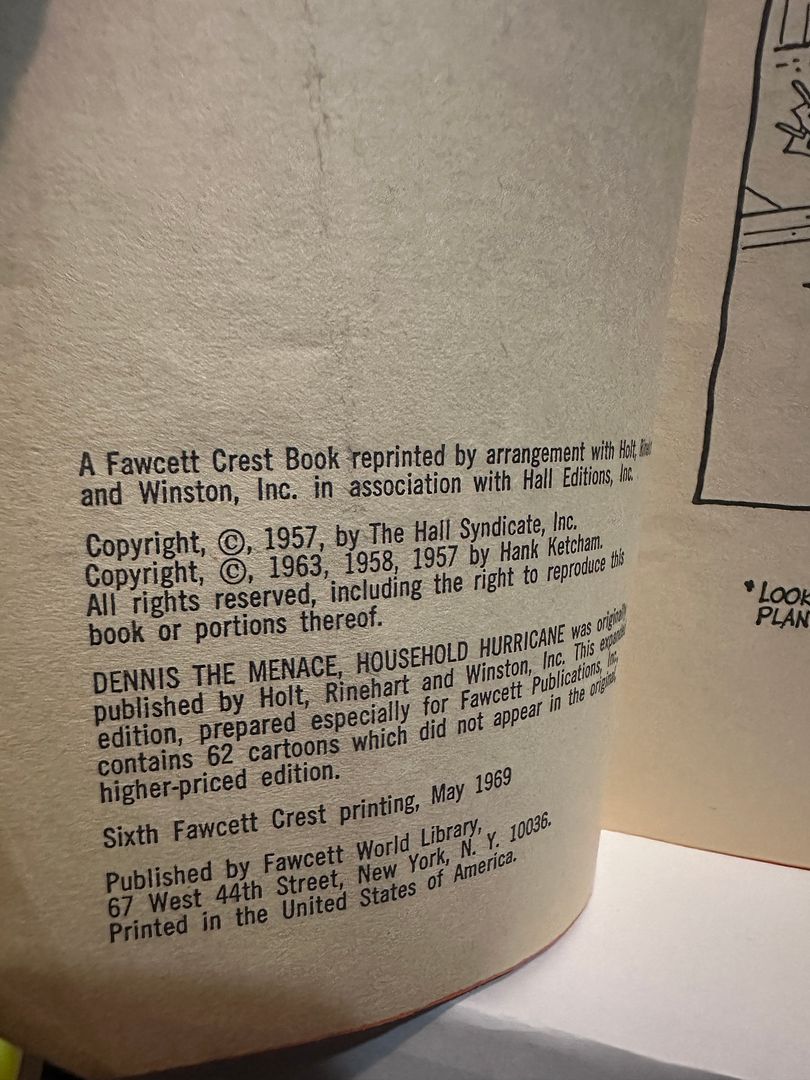 A Fawcett Crest Book reprinted by arrangement with Holt, Rinehart
and Winston, Inc. in association with Hall Editions, Inc.
Copyright, ©, 1957, by The Hall Syndicate, Inc.
Copyright, ©, 1963, 1958, 1957 by Hank Ketcham.
All rights reserved, including the right to reproduce this
book or portions thereof.
DENNIS THE MENACE, HOUSEHOLD HURRICANE was originally
published by Holt, Rinehart and Winston, Inc. This expanded
edition, prepared especially for Fawcett Publications, Inc.,
contains 62 cartoons which did not appear in the original,
higher-priced edition.
Sixth Fawcett Crest printing, May 1969
Published by Fawcett World Library,
67 West 44th Street, New York, N. Y. 10036.
Printed in the United States of America.
"LOOK
PLAN